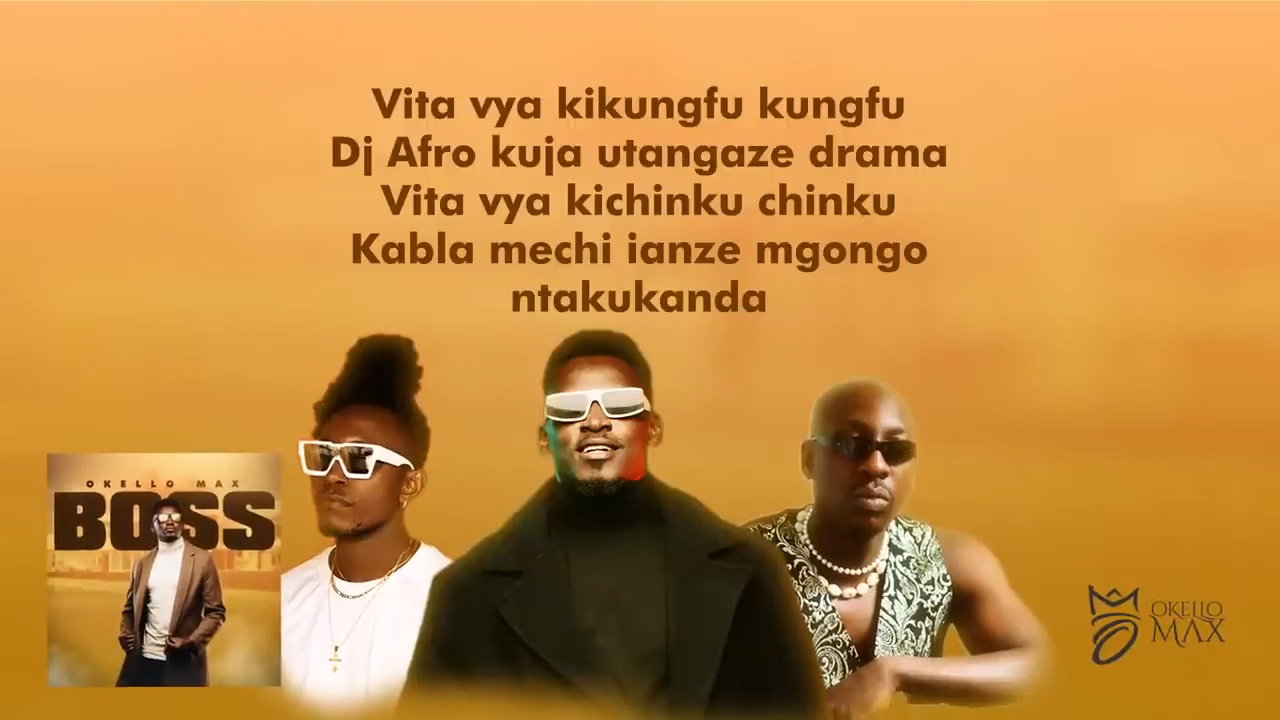 Vita vya kikungfu kungfu
Dj Afro kuja utangaze drama
Vita vya kichinku chinku
Kabla mechi ianze mgongo
ntakukanda
OKELLO MAX
BOSS
OKELLO
MAX